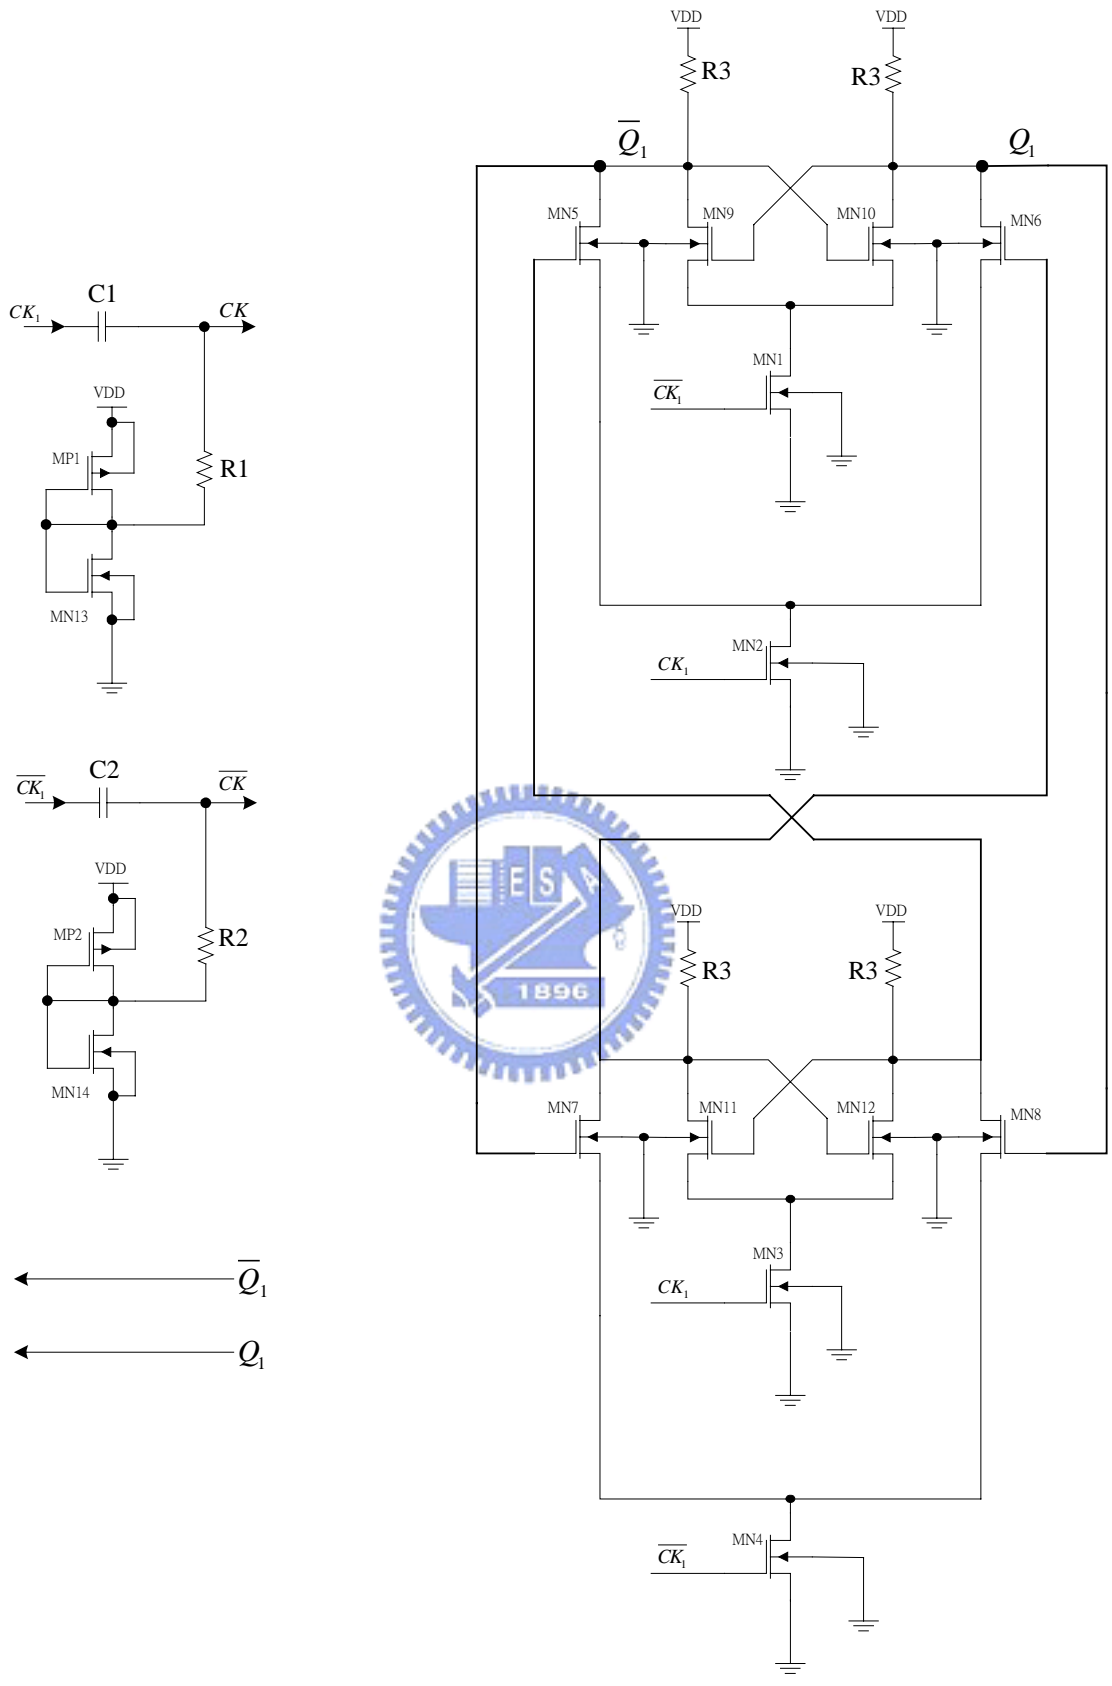 VDD
VDD
R3
R3
Q̅₁
Q₁
MN5
MN9
MN10
MN6
C1
CK₁
CK
MN1
VDD
C̅K̅₁̅
MP1
R1
MN13
MN2
CK₁
C2
C̅K̅₁̅
C̅K̅
VDD
ESA
VDD
VDD
MP2
R2
R3
R3
1896
MN14
MN7
MN11
MN12
MN8
MN3
Q̅₁
CK₁
Q₁
MN4
C̅K̅₁̅